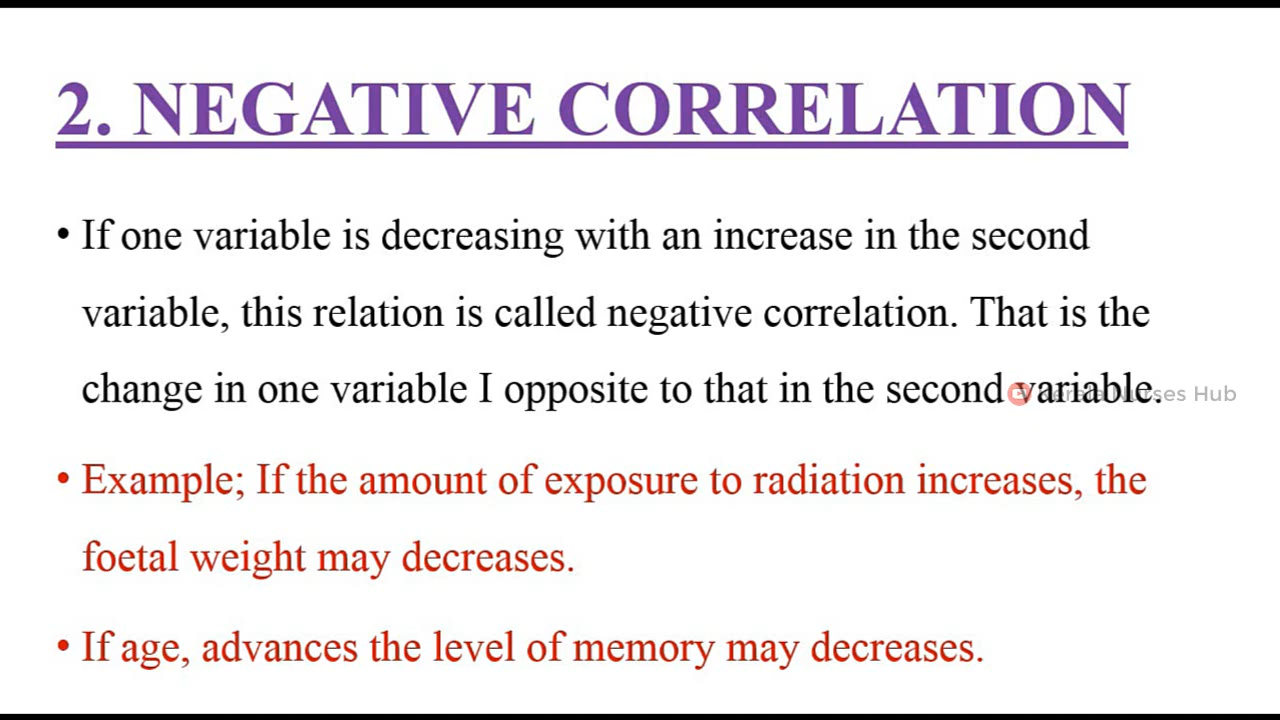 2. NEGATIVE CORRELATION
• If one variable is decreasing with an increase in the second
variable, this relation is called negative correlation. That is the
change in one variable I opposite to that in the second variable.
Kerala Nurses Hub
• Example; If the amount of exposure to radiation increases, the
foetal weight may decreases.
• If age, advances the level of memory may decreases.